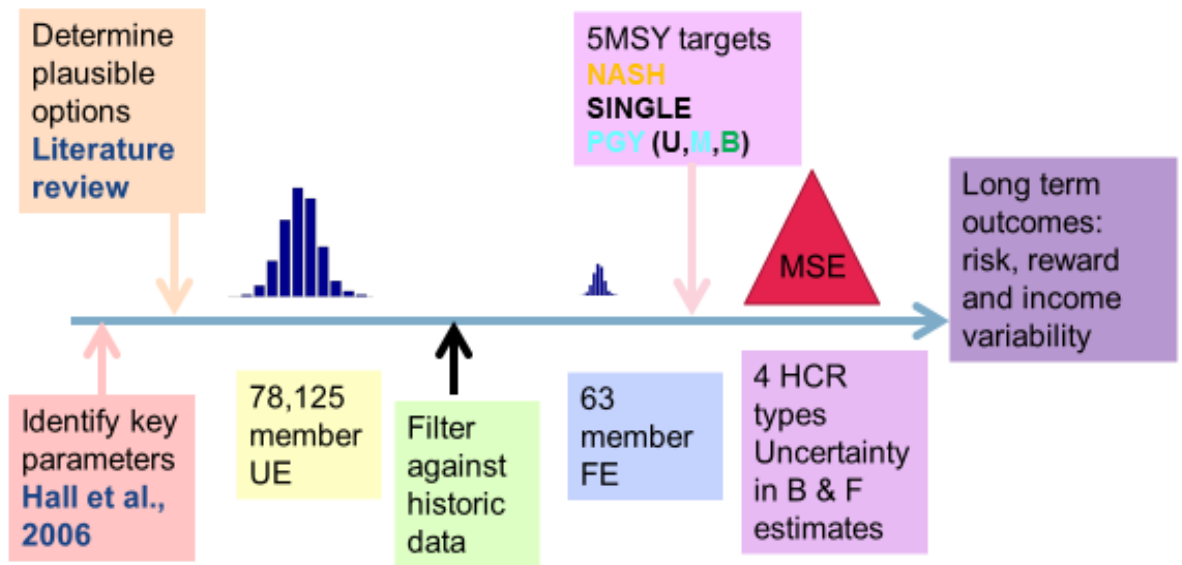 Determine
plausible
options
Literature
review
5MSY targets
NASH
SINGLE
PGY (U,M,B)
MSE
Long term
outcomes:
risk, reward
and income
variability
Identify key
parameters
Hall et al.,
2006
78,125
member
UE
Filter
against
historic
data
63
member
FE
4 HCR
types
Uncertainty
in B & F
estimates